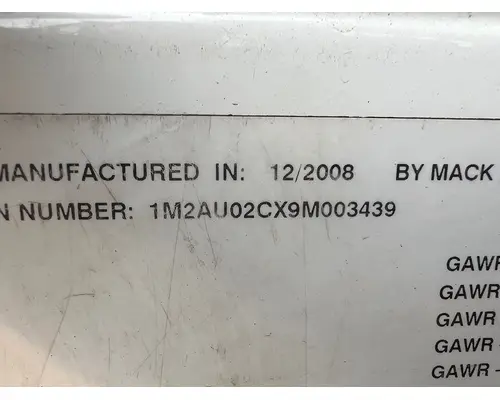 MANUFACTURED IN: 12/2008 BY MACK
N NUMBER: 1M2AU02CX9M003439
GAWR
GAWR
GAWR
GAWR -
GAWR -